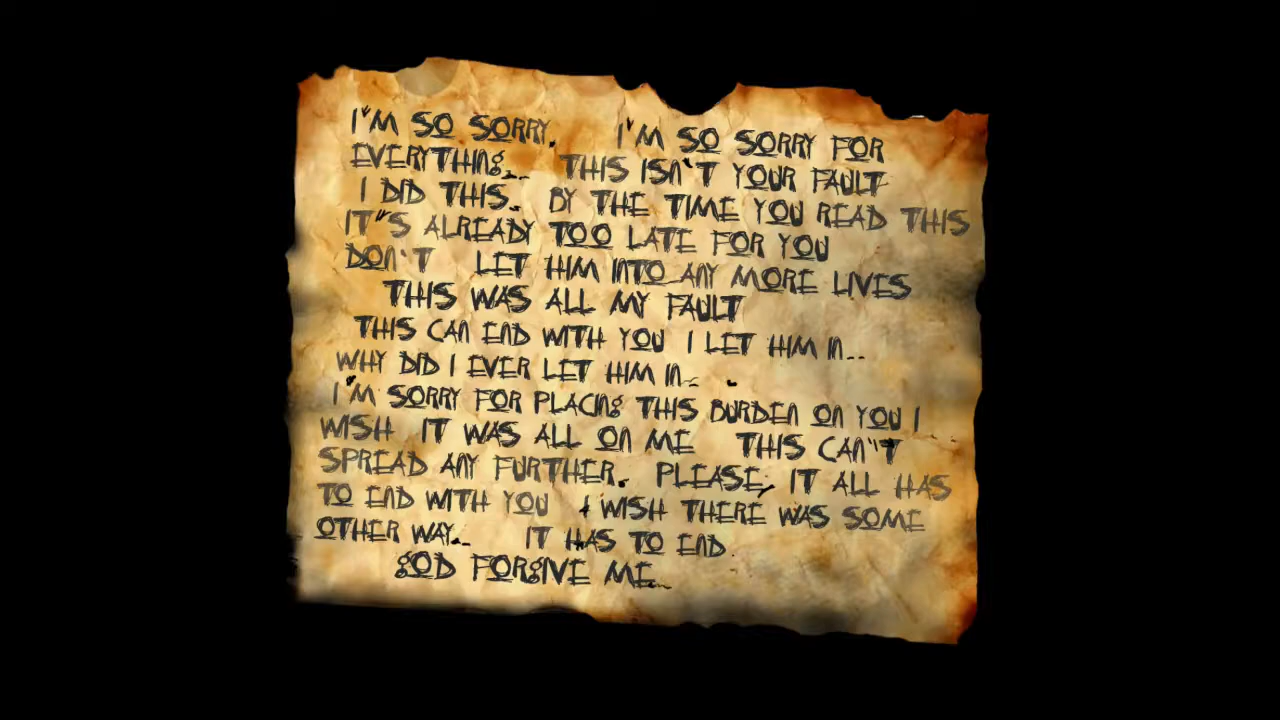 I'M SO SORRY. I'M SO SORRY FOR
EVERYTHING... THIS ISN'T YOUR FAULT
I DID THIS. BY THE TIME YOU READ THIS
IT"S ALREADY TOO LATE FOR YOU
DON'T LET HIM INTO ANY MORE LIVES
THIS WAS ALL MY FAULT
THIS CAN END WITH YOU I LET HIM IN...
WHY DID I EVER LET HIM IN...
I'M SORRY FOR PLACING THIS BURDEN ON YOU I
WISH IT WAS ALL ON ME THIS CAN"T
SPREAD ANY FURTHER. PLEASE, IT ALL HAS
TO END WITH YOU I WISH THERE WAS SOME
OTHER WAY... IT HAS TO END.
GOD FORGIVE ME...